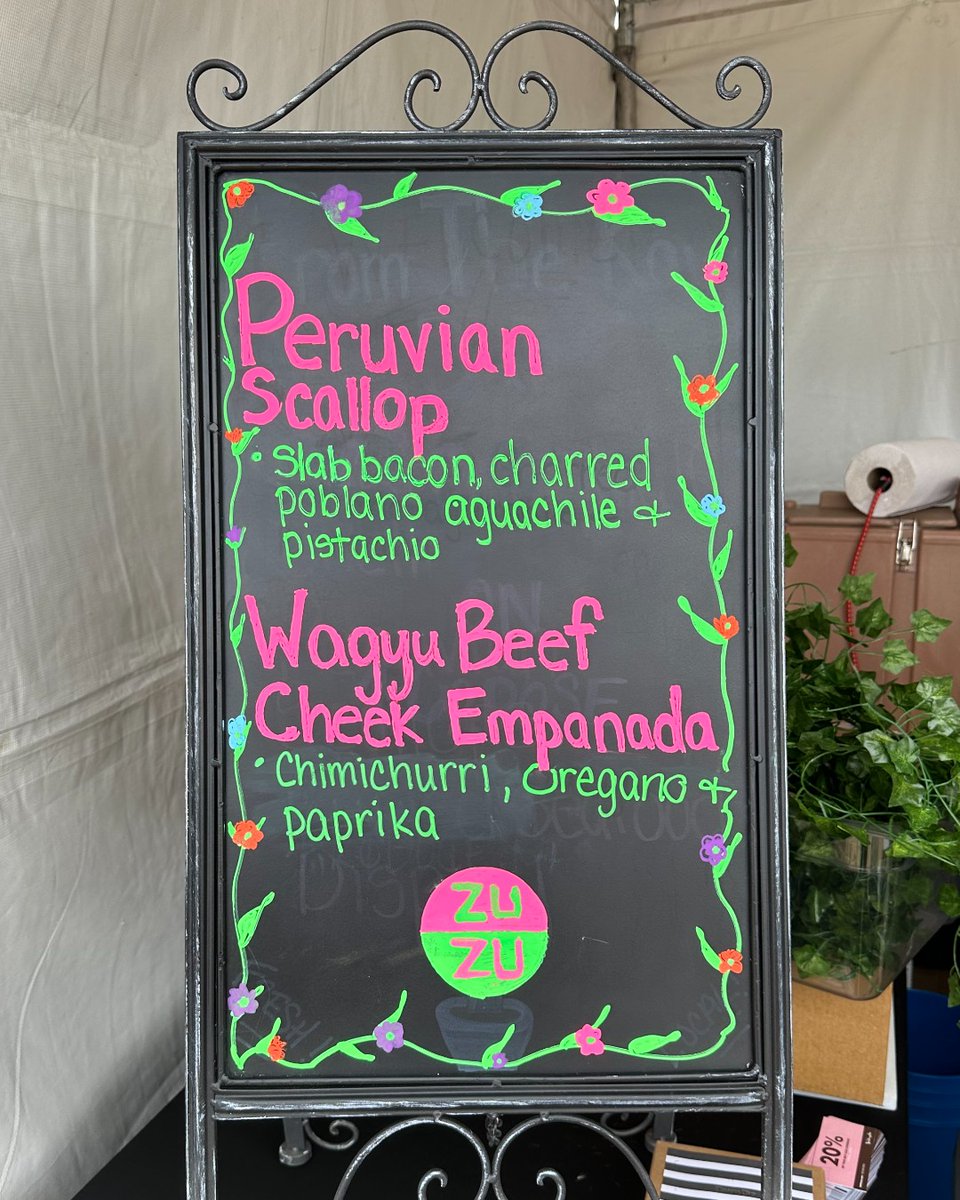 Peruvian
Scallop
• Slab bacon, charred
poblano aguachile &
pistachio
Wagyu Beef
Cheek Empanada
• Chimichurri, oregano &
paprika
ZU
ZU
20%